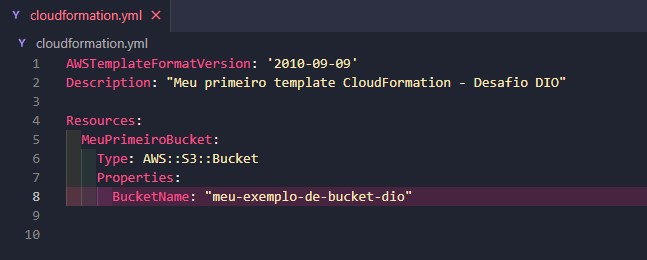 Y cloudformation.yml ×
Y cloudformation.yml
1 AWSTemplateFormatVersion: '2010-09-09'
2 Description: "Meu primeiro template CloudFormation - Desafio DIO"
3
4 Resources:
5   MeuPrimeiroBucket:
6     Type: AWS::S3::Bucket
7     Properties:
8       BucketName: "meu-exemplo-de-bucket-dio"
9
10